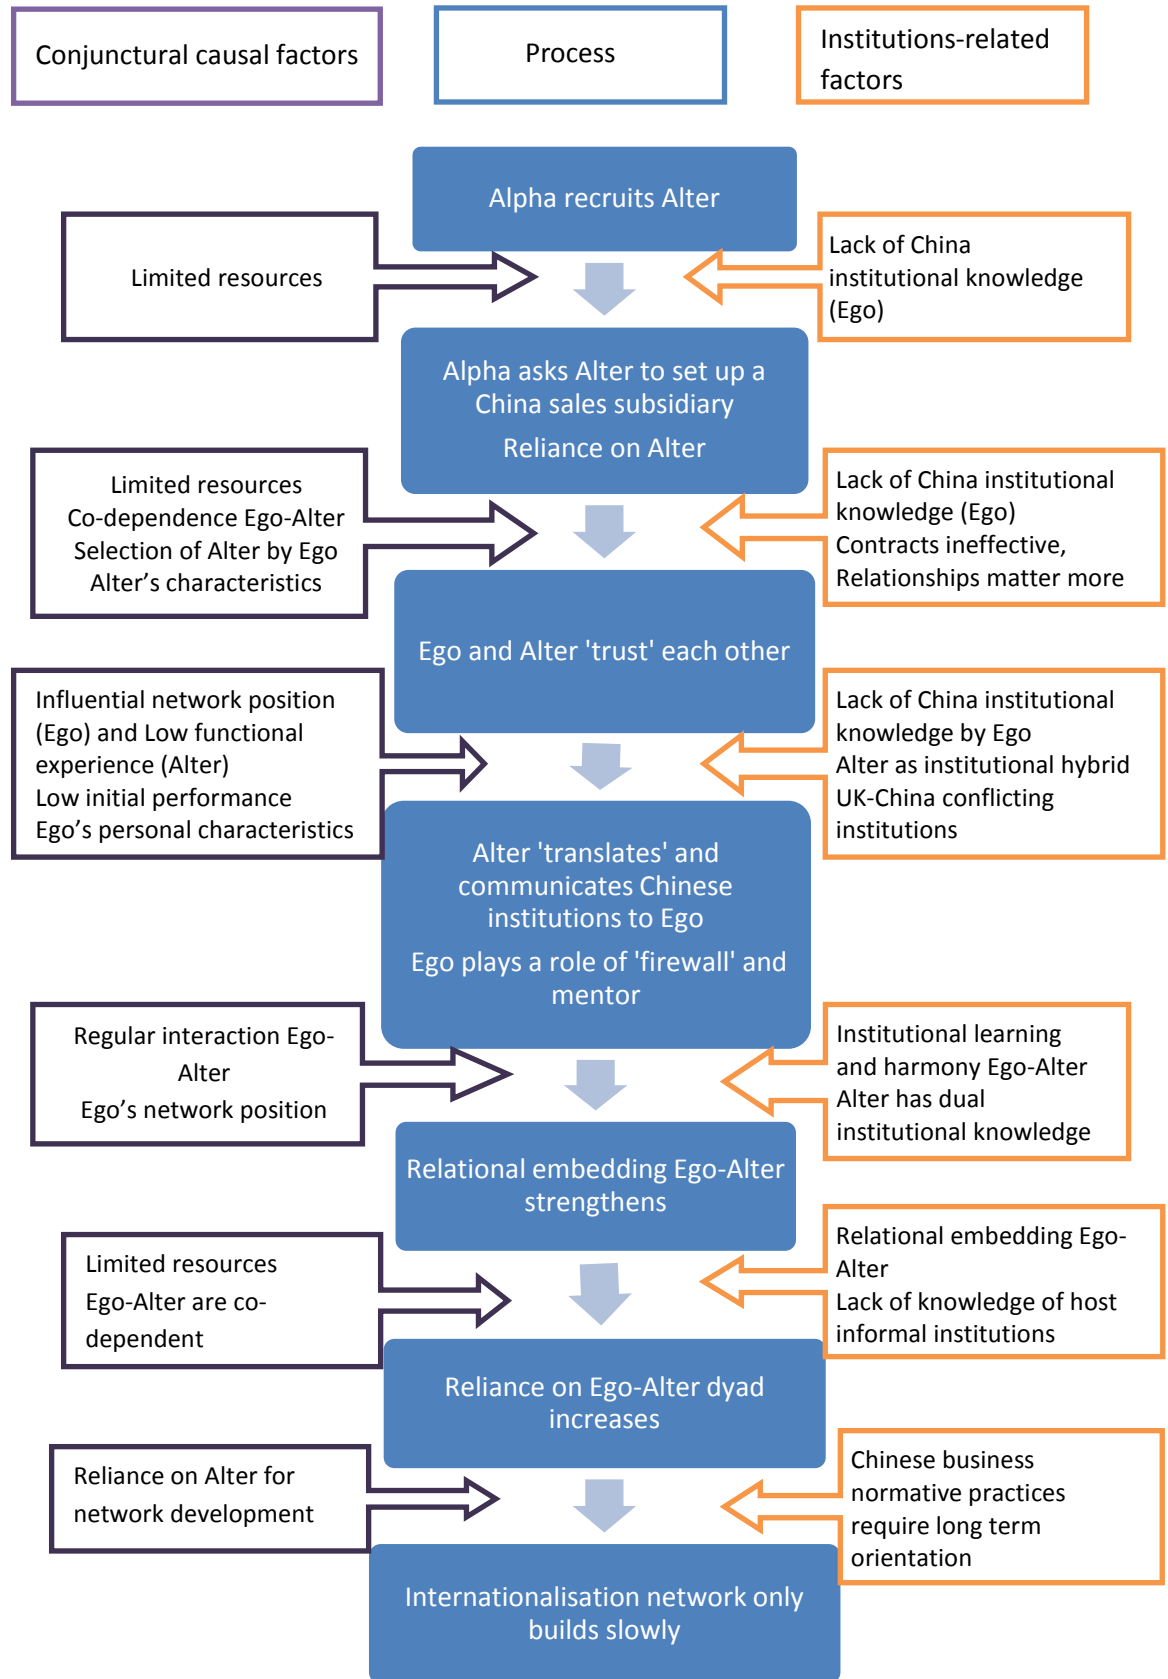 Conjunctural causal factors
Process
Institutions-related
factors
Alpha recruits Alter
Limited resources
Lack of China
institutional knowledge
(Ego)
Alpha asks Alter to set up a
China sales subsidiary
Reliance on Alter
Limited resources
Co-dependence Ego-Alter
Selection of Alter by Ego
Alter’s characteristics
Lack of China institutional
knowledge (Ego)
Contracts ineffective,
Relationships matter more
Ego and Alter 'trust' each other
Influential network position
(Ego) and Low functional
experience (Alter)
Low initial performance
Ego’s personal characteristics
Lack of China institutional
knowledge by Ego
Alter as institutional hybrid
UK-China conflicting
institutions
Alter 'translates' and
communicates Chinese
institutions to Ego
Ego plays a role of 'firewall' and
mentor
Regular interaction Ego-
Alter
Ego’s network position
Institutional learning
and harmony Ego-Alter
Alter has dual
institutional knowledge
Relational embedding Ego-Alter
strengthens
Limited resources
Ego-Alter are co-
dependent
Relational embedding Ego-
Alter
Lack of knowledge of host
informal institutions
Reliance on Ego-Alter dyad
increases
Reliance on Alter for
network development
Chinese business
normative practices
require long term
orientation
Internationalisation network only
builds slowly